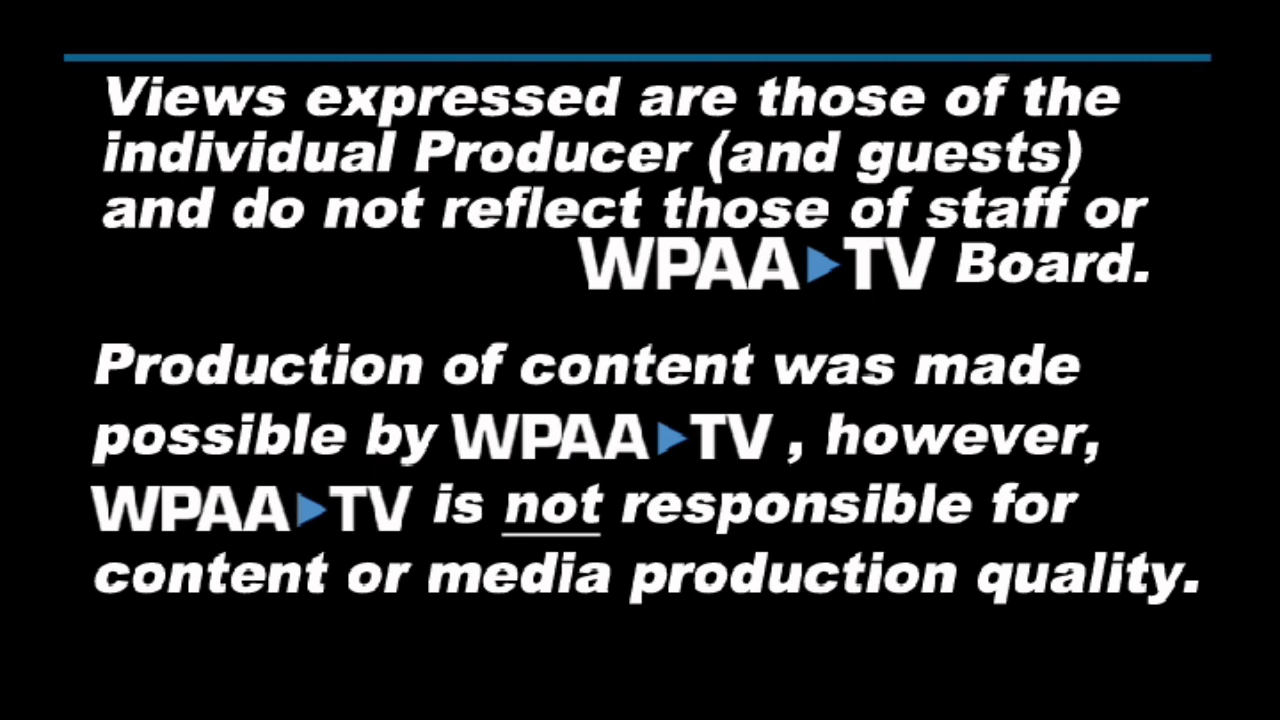 Views expressed are those of the
individual Producer (and guests)
and do not reflect those of staff or
WPAA TV Board.
Production of content was made
possible by WPAA TV , however,
WPAA TV is not responsible for
content or media production quality.